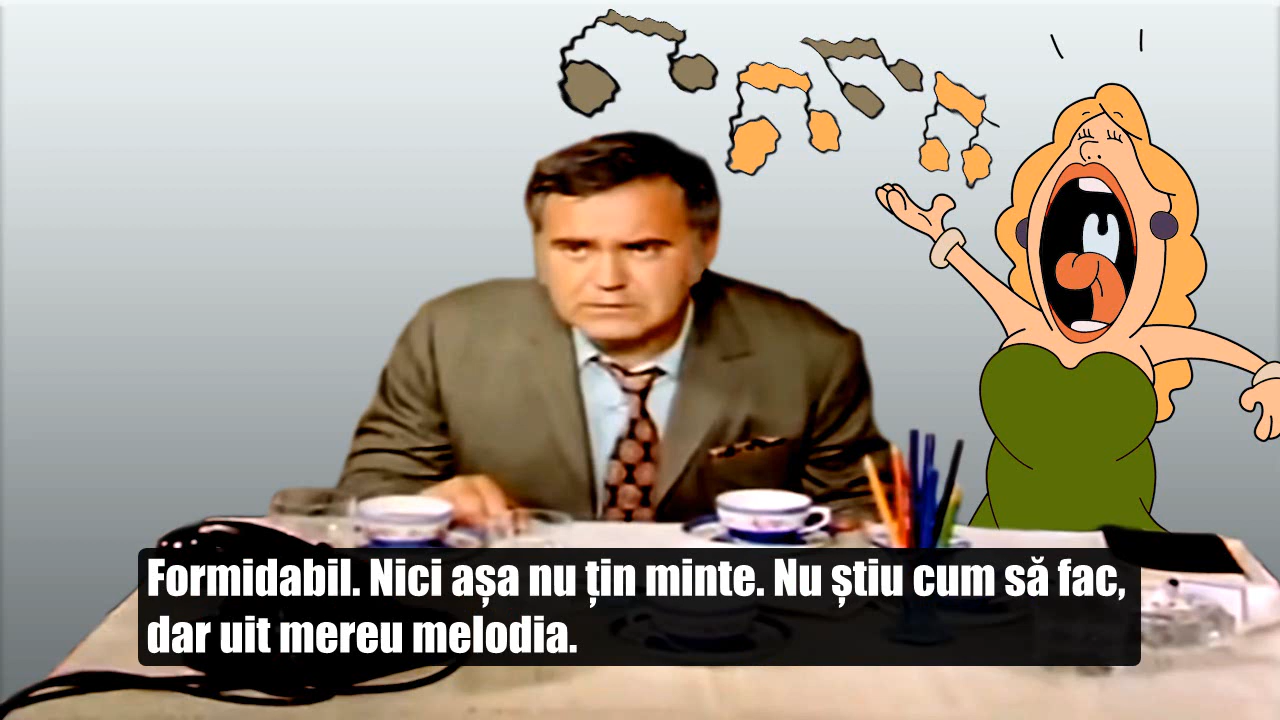 Formidabil. Nici așa nu țin minte. Nu știu cum să fac,
dar uit mereu melodia.